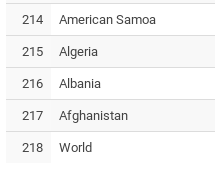 214 American Samoa
215 Algeria
216 Albania
217 Afghanistan
218 World